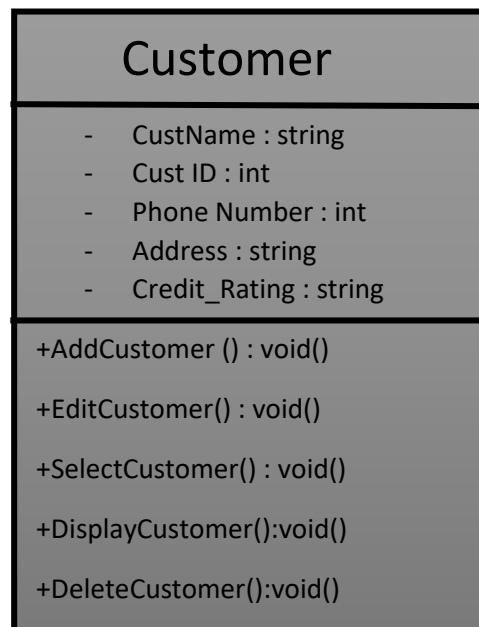 Customer
- CustName : string
- Cust ID : int
- Phone Number : int
- Address : string
- Credit_Rating : string
+AddCustomer () : void()
+EditCustomer() : void()
+SelectCustomer() : void()
+DisplayCustomer():void()
+DeleteCustomer():void()